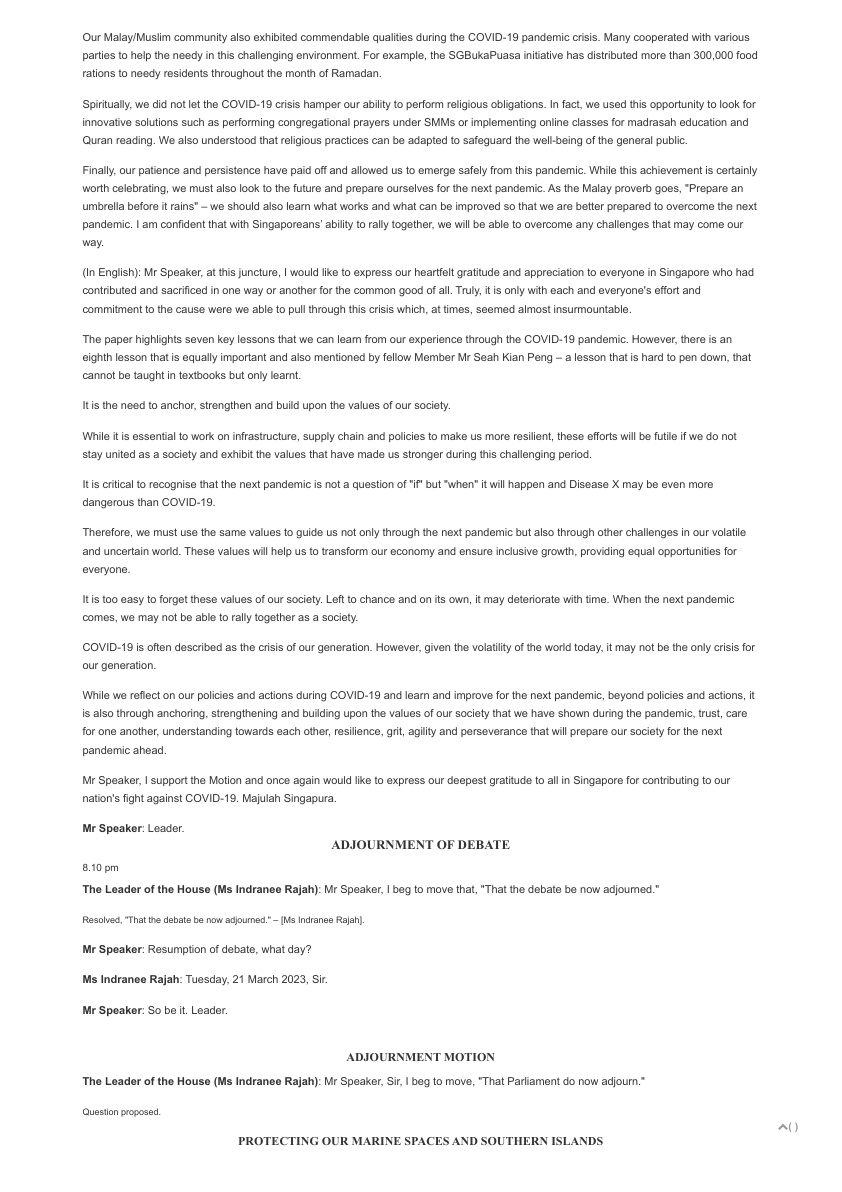 Our Malay/Muslim community also exhibited commendable qualities during the COVID-19 pandemic crisis. Many cooperated with various
parties to help the needy in this challenging environment. For example, the SGBukaPuasa initiative has distributed more than 300,000 food
rations to needy residents throughout the month of Ramadan.
Spiritually, we did not let the COVID-19 crisis hamper our ability to perform religious obligations. In fact, we used this opportunity to look for
innovative solutions such as performing congregational prayers under SMMs or implementing online classes for madrasah education and
Quran reading. We also understood that religious practices can be adapted to safeguard the well-being of the general public.
Finally, our patience and persistence have paid off and allowed us to emerge safely from this pandemic. While this achievement is certainly
worth celebrating, we must also look to the future and prepare ourselves for the next pandemic. As the Malay proverb goes, "Prepare an
umbrella before it rains" – we should also learn what works and what can be improved so that we are better prepared to overcome the next
pandemic. I am confident that with Singaporeans' ability to rally together, we will be able to overcome any challenges that may come our
way.
(In English): Mr Speaker, at this juncture, I would like to express our heartfelt gratitude and appreciation to everyone in Singapore who had
contributed and sacrificed in one way or another for the common good of all. Truly, it is only with each and everyone's effort and
commitment to the cause were we able to pull through this crisis which, at times, seemed almost insurmountable.
The paper highlights seven key lessons that we can learn from our experience through the COVID-19 pandemic. However, there is an
eighth lesson that is equally important and also mentioned by fellow Member Mr Seah Kian Peng – a lesson that is hard to pen down, that
cannot be taught in textbooks but only learnt.
It is the need to anchor, strengthen and build upon the values of our society.
While it is essential to work on infrastructure, supply chain and policies to make us more resilient, these efforts will be futile if we do not
stay united as a society and exhibit the values that have made us stronger during this challenging period.
It is critical to recognise that the next pandemic is not a question of "if" but "when" it will happen and Disease X may be even more
dangerous than COVID-19.
Therefore, we must use the same values to guide us not only through the next pandemic but also through other challenges in our volatile
and uncertain world. These values will help us to transform our economy and ensure inclusive growth, providing equal opportunities for
everyone.
It is too easy to forget these values of our society. Left to chance and on its own, it may deteriorate with time. When the next pandemic
comes, we may not be able to rally together as a society.
COVID-19 is often described as the crisis of our generation. However, given the volatility of the world today, it may not be the only crisis for
our generation.
While we reflect on our policies and actions during COVID-19 and learn and improve for the next pandemic, beyond policies and actions, it
is also through anchoring, strengthening and building upon the values of our society that we have shown during the pandemic, trust, care
for one another, understanding towards each other, resilience, grit, agility and perseverance that will prepare our society for the next
pandemic ahead.
Mr Speaker, I support the Motion and once again would like to express our deepest gratitude to all in Singapore for contributing to our
nation's fight against COVID-19. Majulah Singapura.
Mr Speaker: Leader.
ADJOURNMENT OF DEBATE
8.10 pm
The Leader of the House (Ms Indranee Rajah): Mr Speaker, I beg to move that, "That the debate be now adjourned."
Resolved, "That the debate be now adjourned." – [Ms Indranee Rajah].
Mr Speaker: Resumption of debate, what day?
Ms Indranee Rajah: Tuesday, 21 March 2023, Sir.
Mr Speaker: So be it. Leader.
ADJOURNMENT MOTION
The Leader of the House (Ms Indranee Rajah): Mr Speaker, Sir, I beg to move, "That Parliament do now adjourn."
Question proposed.
( )
PROTECTING OUR MARINE SPACES AND SOUTHERN ISLANDS